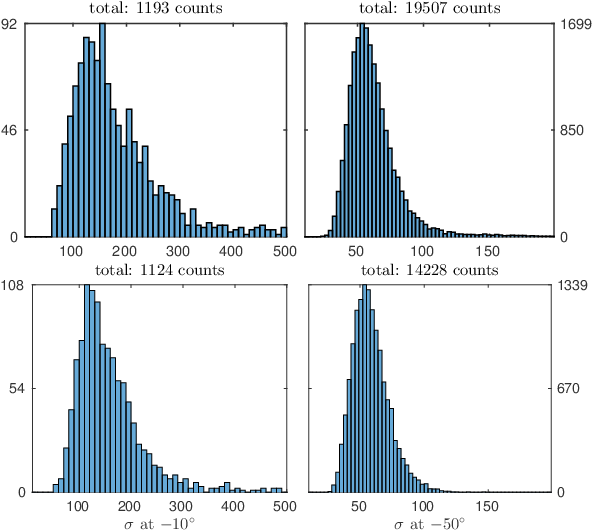 total: 1193 counts
total: 19507 counts
92
46
0
1699
850
0
100 200 300 400 500
50 100 150
total: 1124 counts
total: 14228 counts
108
54
0
1339
670
0
100 200 300 400 500
50 100 150
σ at −10°
σ at −50°